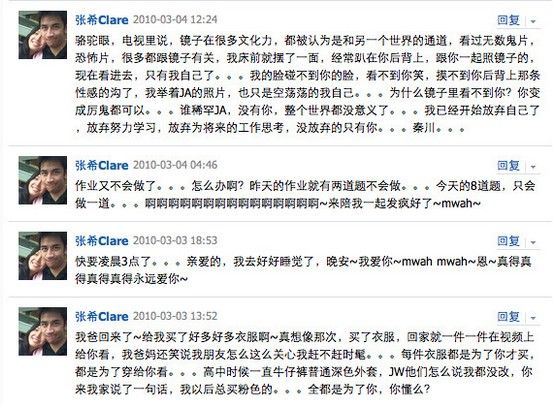 张希Clare 2010-03-04 12:24 回复
骆驼眼，电视里说，镜子在很多文化力，都被认为是和另一个世界的通道，看过无数鬼片，
恐怖片，很多都跟镜子有关，我床前就摆了一面，经常趴在你后背上，跟你一起照镜子的，
现在看进去，只有我自己了。。。我的脸碰不到你的脸，看不到你笑，摸不到你后背上那条
性感的沟了，我举着JA的照片，也只是空荡荡的我自己。。。为什么镜子里看不到你？你变
成厉鬼都可以。。。谁稀罕JA，没有你，整个世界都没意义了。。。我已经开始放弃自己了
，放弃努力学习，放弃为将来的工作思考，没放弃的只有你。。。秦川。。。
张希Clare 2010-03-04 04:46 回复
作业又不会做了。。。怎么办啊？昨天的作业就有两道题不会做。。。今天的8道题，只会
做一道。。。啊啊啊啊啊啊啊啊啊啊啊啊啊啊啊~来陪我一起发疯好了~mwah~
张希Clare 2010-03-03 18:53 回复
快要凌晨3点了。。。亲爱的，我去好好睡觉了，晚安~我爱你~mwah mwah~恩~真得真
得真得真得永远爱你~
张希Clare 2010-03-03 13:52 回复
我爸回来了~给我买了好多好多衣服啊~真想像那次，买了衣服，回家就一件一件在视频上
给你看，我爸妈还笑说我朋友怎么这么关心我赶不赶时髦。。。每件衣服都是为了你才买，
都是为了穿给你看。。。高中时候一直牛仔裤普通深色外套，JW他们怎么说我都没改，你
来我家说了一句话，我以后总买粉色的。。。全都是为了你，你懂么？